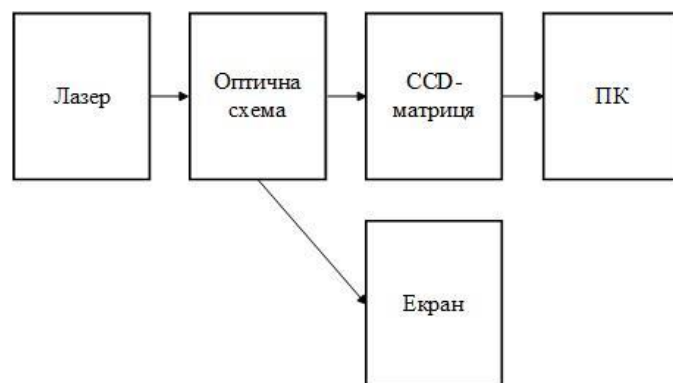 Лазер
Оптична
схема
CCD-
матриця
ПК
Екран